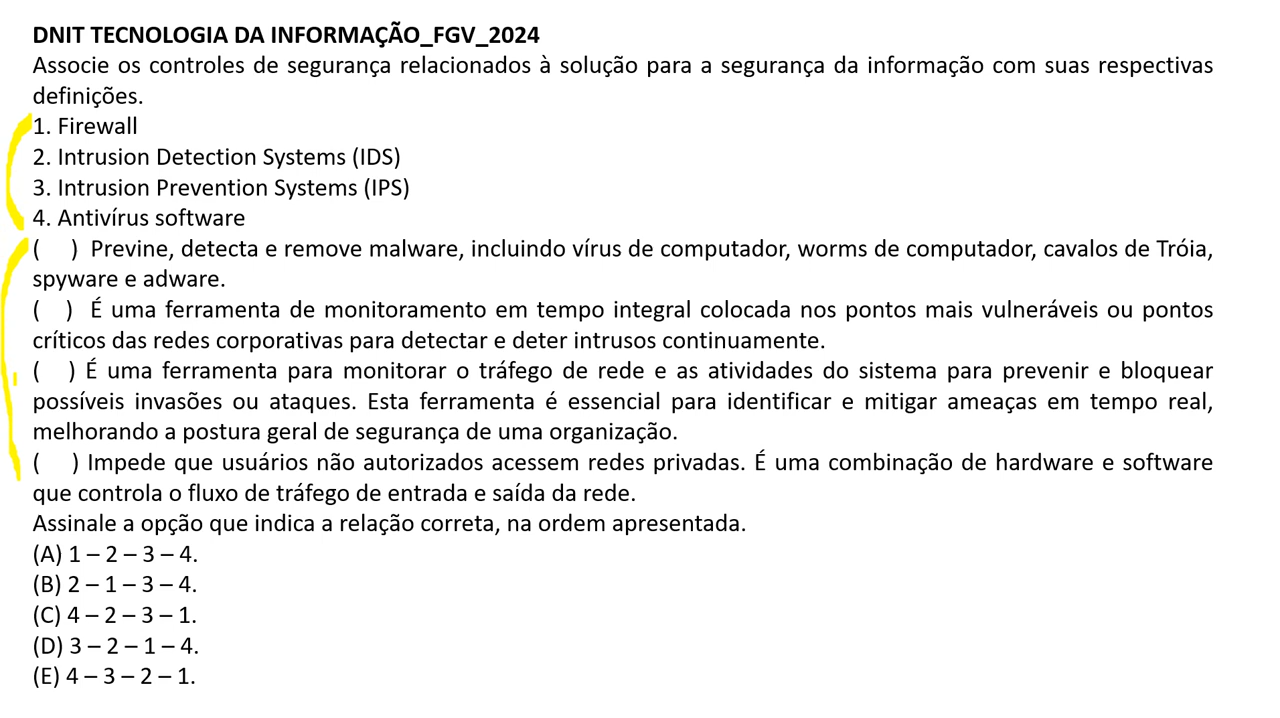 DNIT TECNOLOGIA DA INFORMAÇÃO_FGV_2024
Associe os controles de segurança relacionados à solução para a segurança da informação com suas respectivas
definições.
1. Firewall
2. Intrusion Detection Systems (IDS)
3. Intrusion Prevention Systems (IPS)
4. Antivírus software
( ) Previne, detecta e remove malware, incluindo vírus de computador, worms de computador, cavalos de Tróia,
spyware e adware.
( ) É uma ferramenta de monitoramento em tempo integral colocada nos pontos mais vulneráveis ou pontos
críticos das redes corporativas para detectar e deter intrusos continuamente.
( ) É uma ferramenta para monitorar o tráfego de rede e as atividades do sistema para prevenir e bloquear
possíveis invasões ou ataques. Esta ferramenta é essencial para identificar e mitigar ameaças em tempo real,
melhorando a postura geral de segurança de uma organização.
( ) Impede que usuários não autorizados acessem redes privadas. É uma combinação de hardware e software
que controla o fluxo de tráfego de entrada e saída da rede.
Assinale a opção que indica a relação correta, na ordem apresentada.
(A) 1 – 2 – 3 – 4.
(B) 2 – 1 – 3 – 4.
(C) 4 – 2 – 3 – 1.
(D) 3 – 2 – 1 – 4.
(E) 4 – 3 – 2 – 1.